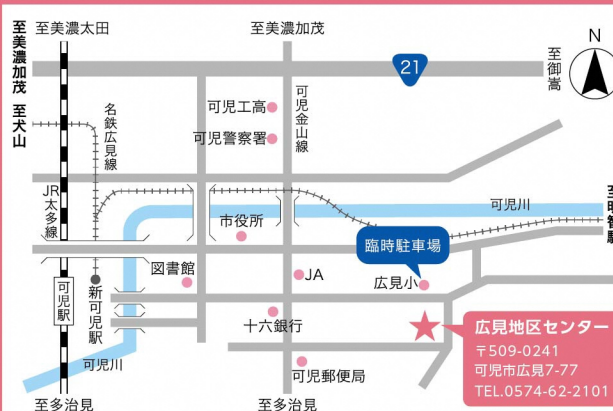 至美濃太田
至美濃加茂
至美濃加茂 至犬山
N
至御嵩
21
名鉄広見線
可児工高
可児警察署
可児金山線
JR太多線
可児川
至明智駅
市役所
臨時駐車場
図書館
JA
広見小
可児駅
新可児駅
十六銀行
可児川
可児郵便局
広見地区センター
〒509-0241
可児市広見7-77
TEL.0574-62-2101
至多治見
至多治見